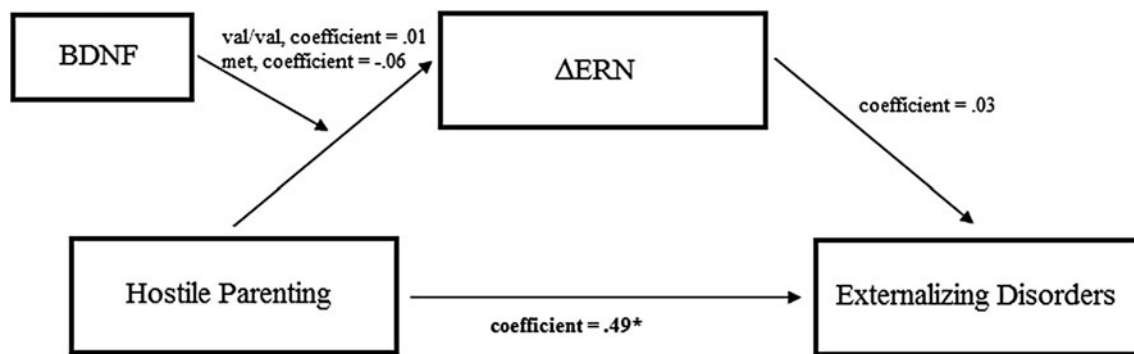 BDNF
val/val, coefficient = .01
met, coefficient = -.06
ΔERN
coefficient = .03
Hostile Parenting
coefficient = .49*
Externalizing Disorders